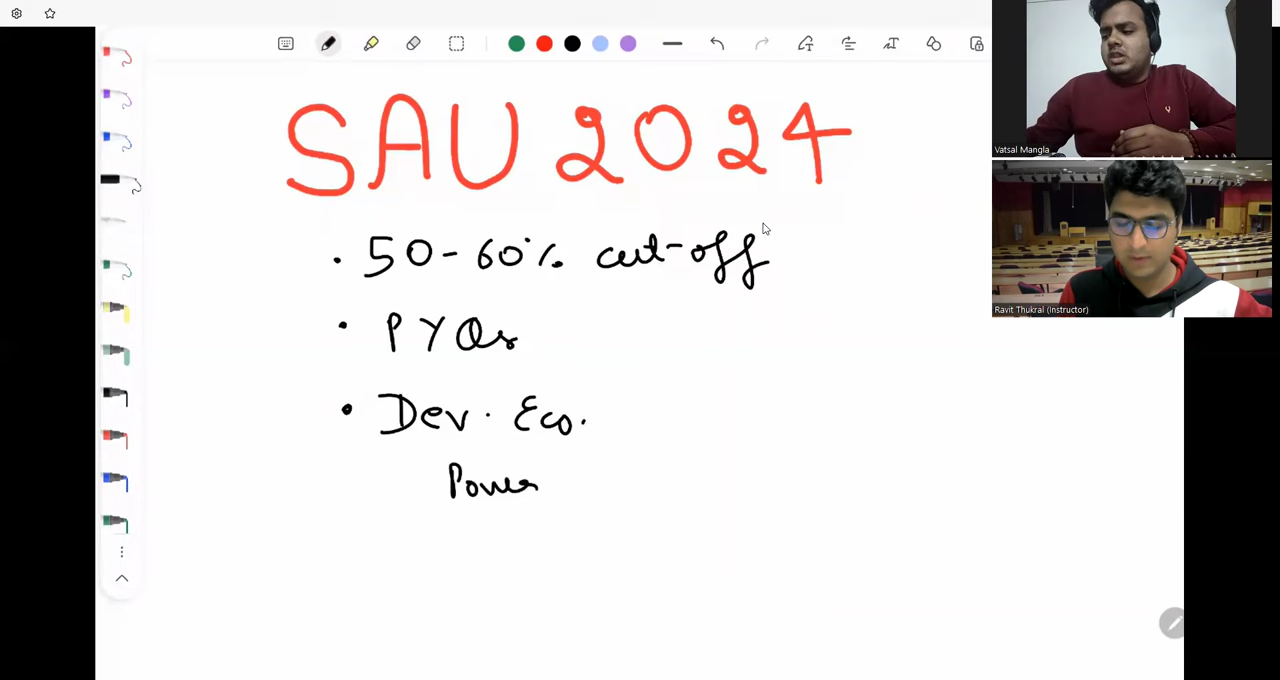 SAU 2024
• 50-60% cut-off
• PYQs
• Dev. Eco.
Power
Vatsal Mangla
Ravit Thukral (Instructor)